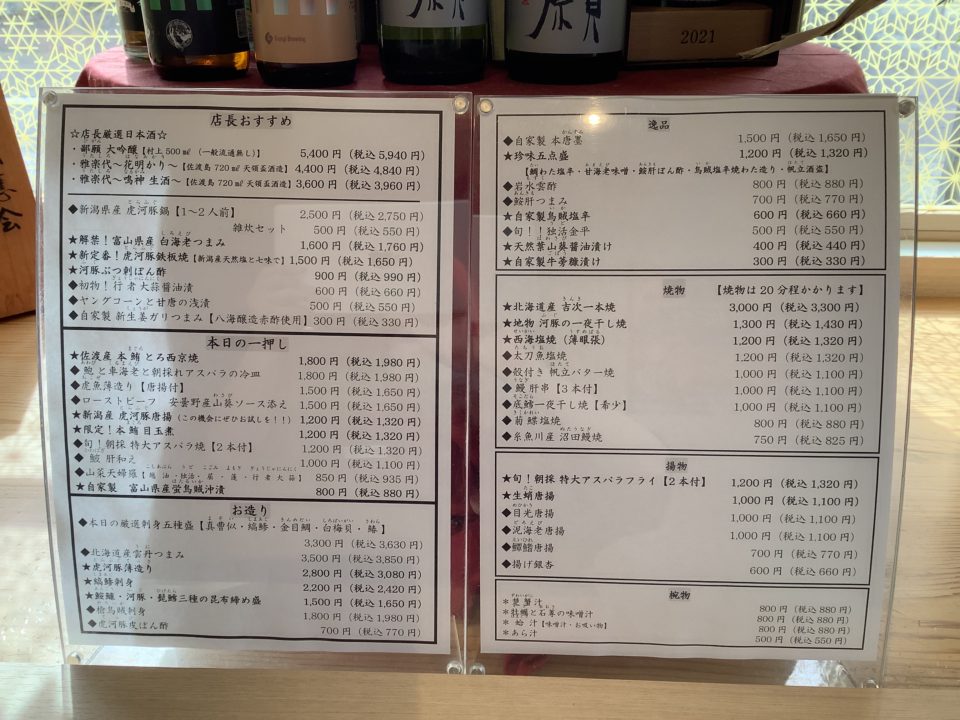 2021
店長おすすめ
☆店長厳選日本酒☆
・鄙願 大吟醸【村上500㎖ (一般流通無し)】 5,400円(税込5,940円)
・雅楽代～花明かり～【佐渡島 720㎖ 天領盃酒造】 4,400円(税込4,840円)
・雅楽代～鳴神 生酒～【佐渡島 720㎖ 天領盃酒造】 3,600円(税込3,960円)
◆新潟県産 虎河豚鍋【1～2人前】 2,500円(税込2,750円)
雑炊セット 500円(税込550円)
★解禁!富山県産 白海老つまみ 1,600円(税込1,760円)
★新定番!虎河豚鉄板焼【新潟県産天然塩と七味で】 1,500円(税込1,650円)
★河豚ぶつ刺ぽん酢 900円(税込990円)
◆初物!行者大蒜醤油漬 600円(税込660円)
◆ヤングコーンと甘唐の浅漬 500円(税込550円)
◆自家製 新生姜ガリつまみ【八海醸造赤酢使用】 300円(税込330円)
本日の一押し
★佐渡産 本鮪とろ西京焼 1,800円(税込1,980円)
◆鮑と車海老と朝採れアスパラの冷皿 1,800円(税込1,980円)
◆虎魚薄造り【唐揚付】 1,500円(税込1,650円)
◆ローストビーフ 安曇野産山葵ソース添え 1,500円(税込1,650円)
★新潟産 虎河豚唐揚(この機会にぜひお試しを!!) 1,200円(税込1,320円)
★限定!本鮪 目玉煮 1,200円(税込1,320円)
◆旬!朝採 特大アスパラ焼【2本付】 1,200円(税込1,320円)
◆ 肝和え 1,000円(税込1,100円)
◆山菜天婦羅 850円(税込935円)
★自家製 富山県産蛍烏賊沖漬 800円(税込880円)
お造り
◆本日の厳選刺身五種盛【真曹以・縞鯵・金目鯛・白梅貝・鰆】
3,300円(税込3,630円)
◆北海道産雲丹つまみ 3,500円(税込3,850円)
★虎河豚薄造り 2,800円(税込3,080円)
★縞鯵刺身 2,200円(税込2,420円)
★鮟鱇・河豚・髭鱈三種の昆布締め盛 1,500円(税込1,650円)
◆槍烏賊刺身 1,800円(税込1,980円)
◆虎河豚皮ぽん酢 700円(税込770円)
逸品
◆自家製 本唐墨 1,500円(税込1,650円)
★珍味五点盛 1,200円(税込1,320円)
【鯛わた塩辛・甘海老味噌・鮟肝ぽん酢・烏賊塩辛わた造り・帆立酒盗】
◆岩水雲酢 800円(税込880円)
◆鮟肝つまみ 700円(税込770円)
★自家製烏賊塩辛 600円(税込660円)
◆旬!!独活金平 500円(税込550円)
★天然葉山葵醤油漬け 400円(税込440円)
★自家製牛蒡糠漬け 300円(税込330円)
焼物 【焼物は20分程かかります】
★北海道産 吉次一本焼 3,000円(税込3,300円)
★地物 河豚の一夜干し焼 1,300円(税込1,430円)
★西海塩焼(薄眼張) 1,200円(税込1,320円)
◆太刀魚塩焼 1,200円(税込1,320円)
◆殻付き 帆立バター焼 1,000円(税込1,100円)
◆鰻肝串【3本付】 1,000円(税込1,100円)
◆底鱈一夜干し焼【希少】 1,000円(税込1,100円)
◆菊鰈塩焼 800円(税込880円)
◆糸魚川産 沼田鰻焼 750円(税込825円)
揚物
★旬!朝採 特大アスパラフライ【2本付】 1,200円(税込1,320円)
★生蛸唐揚 1,000円(税込1,100円)
◆目光唐揚 1,000円(税込1,100円)
◆泥海老唐揚 1,000円(税込1,100円)
◆鱏鰭唐揚 700円(税込770円)
◆揚げ銀杏 600円(税込660円)
椀物
＊蟹汁 800円(税込880円)
＊牡蠣と石蓴の味噌汁 800円(税込880円)
＊蛤汁【味噌汁・お吸い物】 800円(税込880円)
＊あら汁 500円(税込550円)